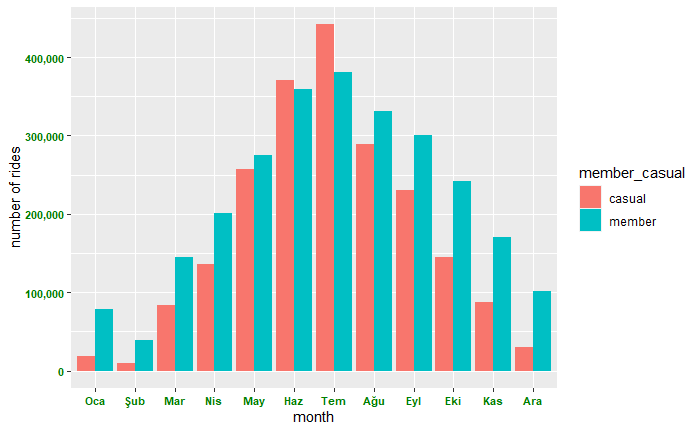 400,000
300,000
200,000
100,000
0
number of rides
Oca Şub Mar Nis May Haz Tem Ağu Eyl Eki Kas Ara
month
member_casual
casual
member